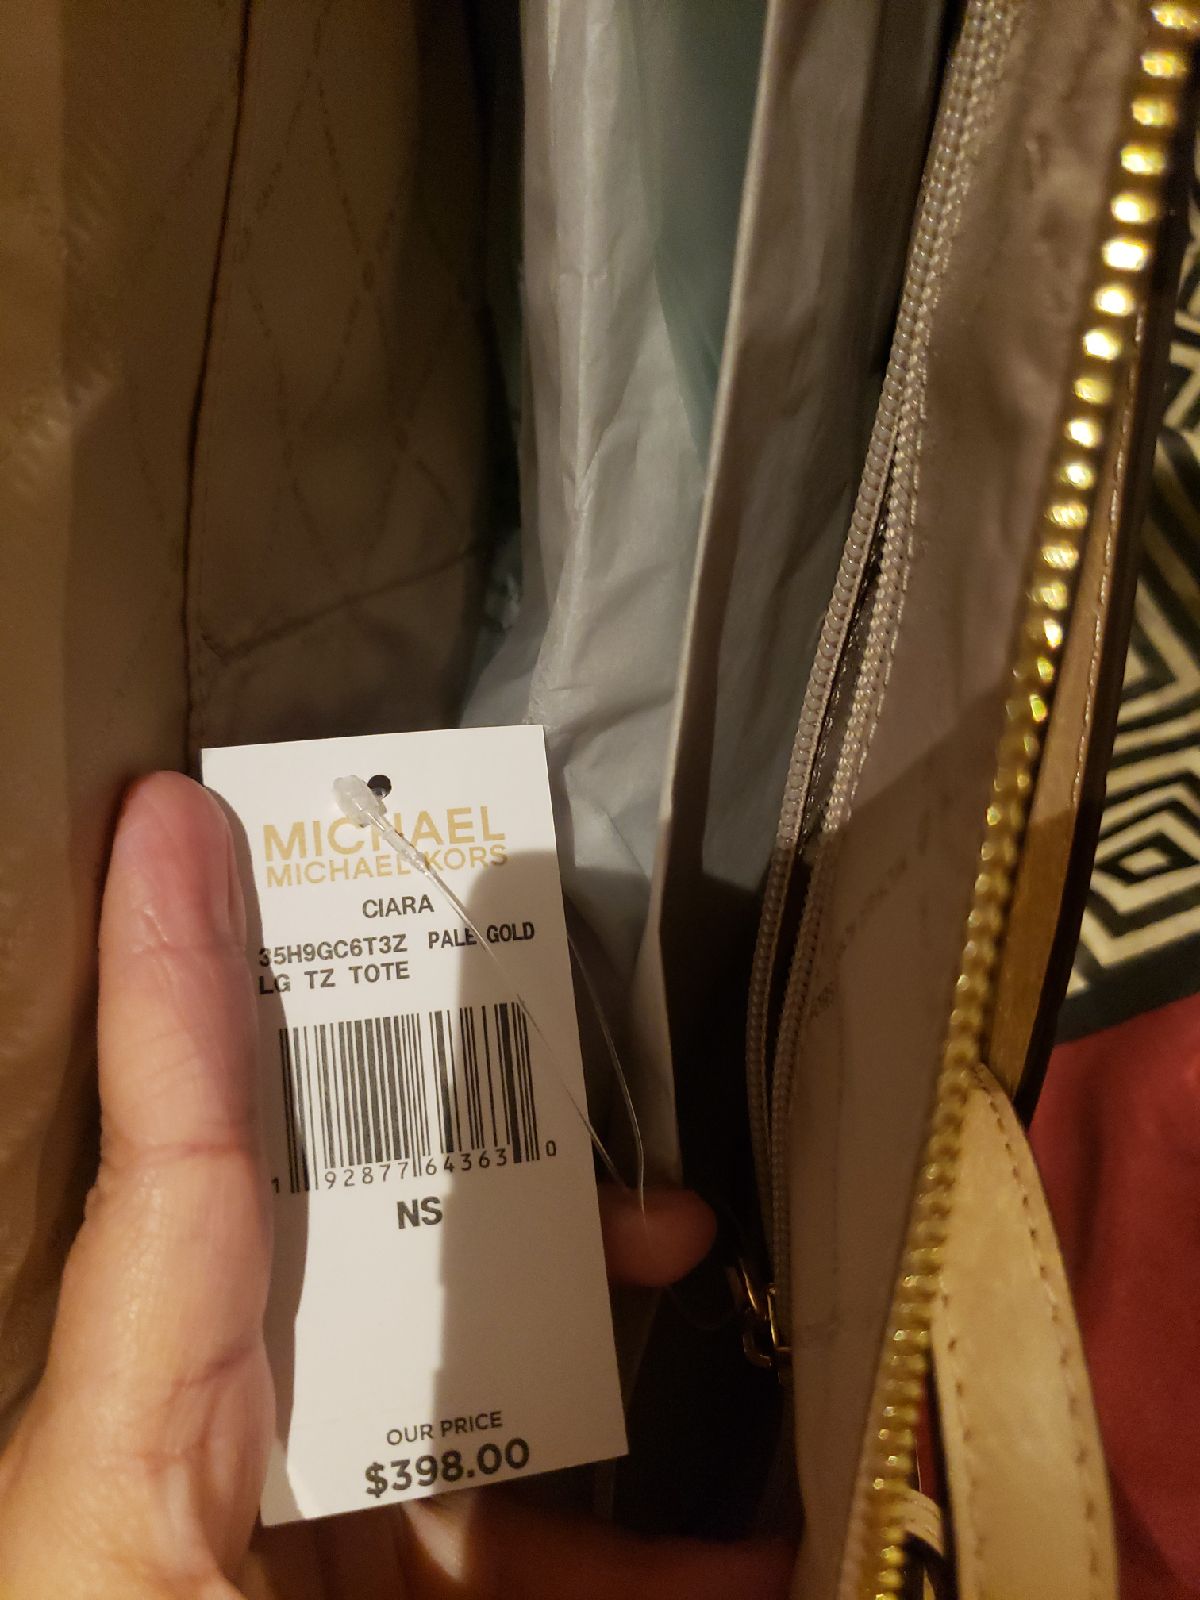 MICHAEL
MICHAEL KORS
CIARA
35H9GC6T3Z PALE GOLD
LG TZ TOTE
1 92877 64363 0
NS
OUR PRICE
$398.00